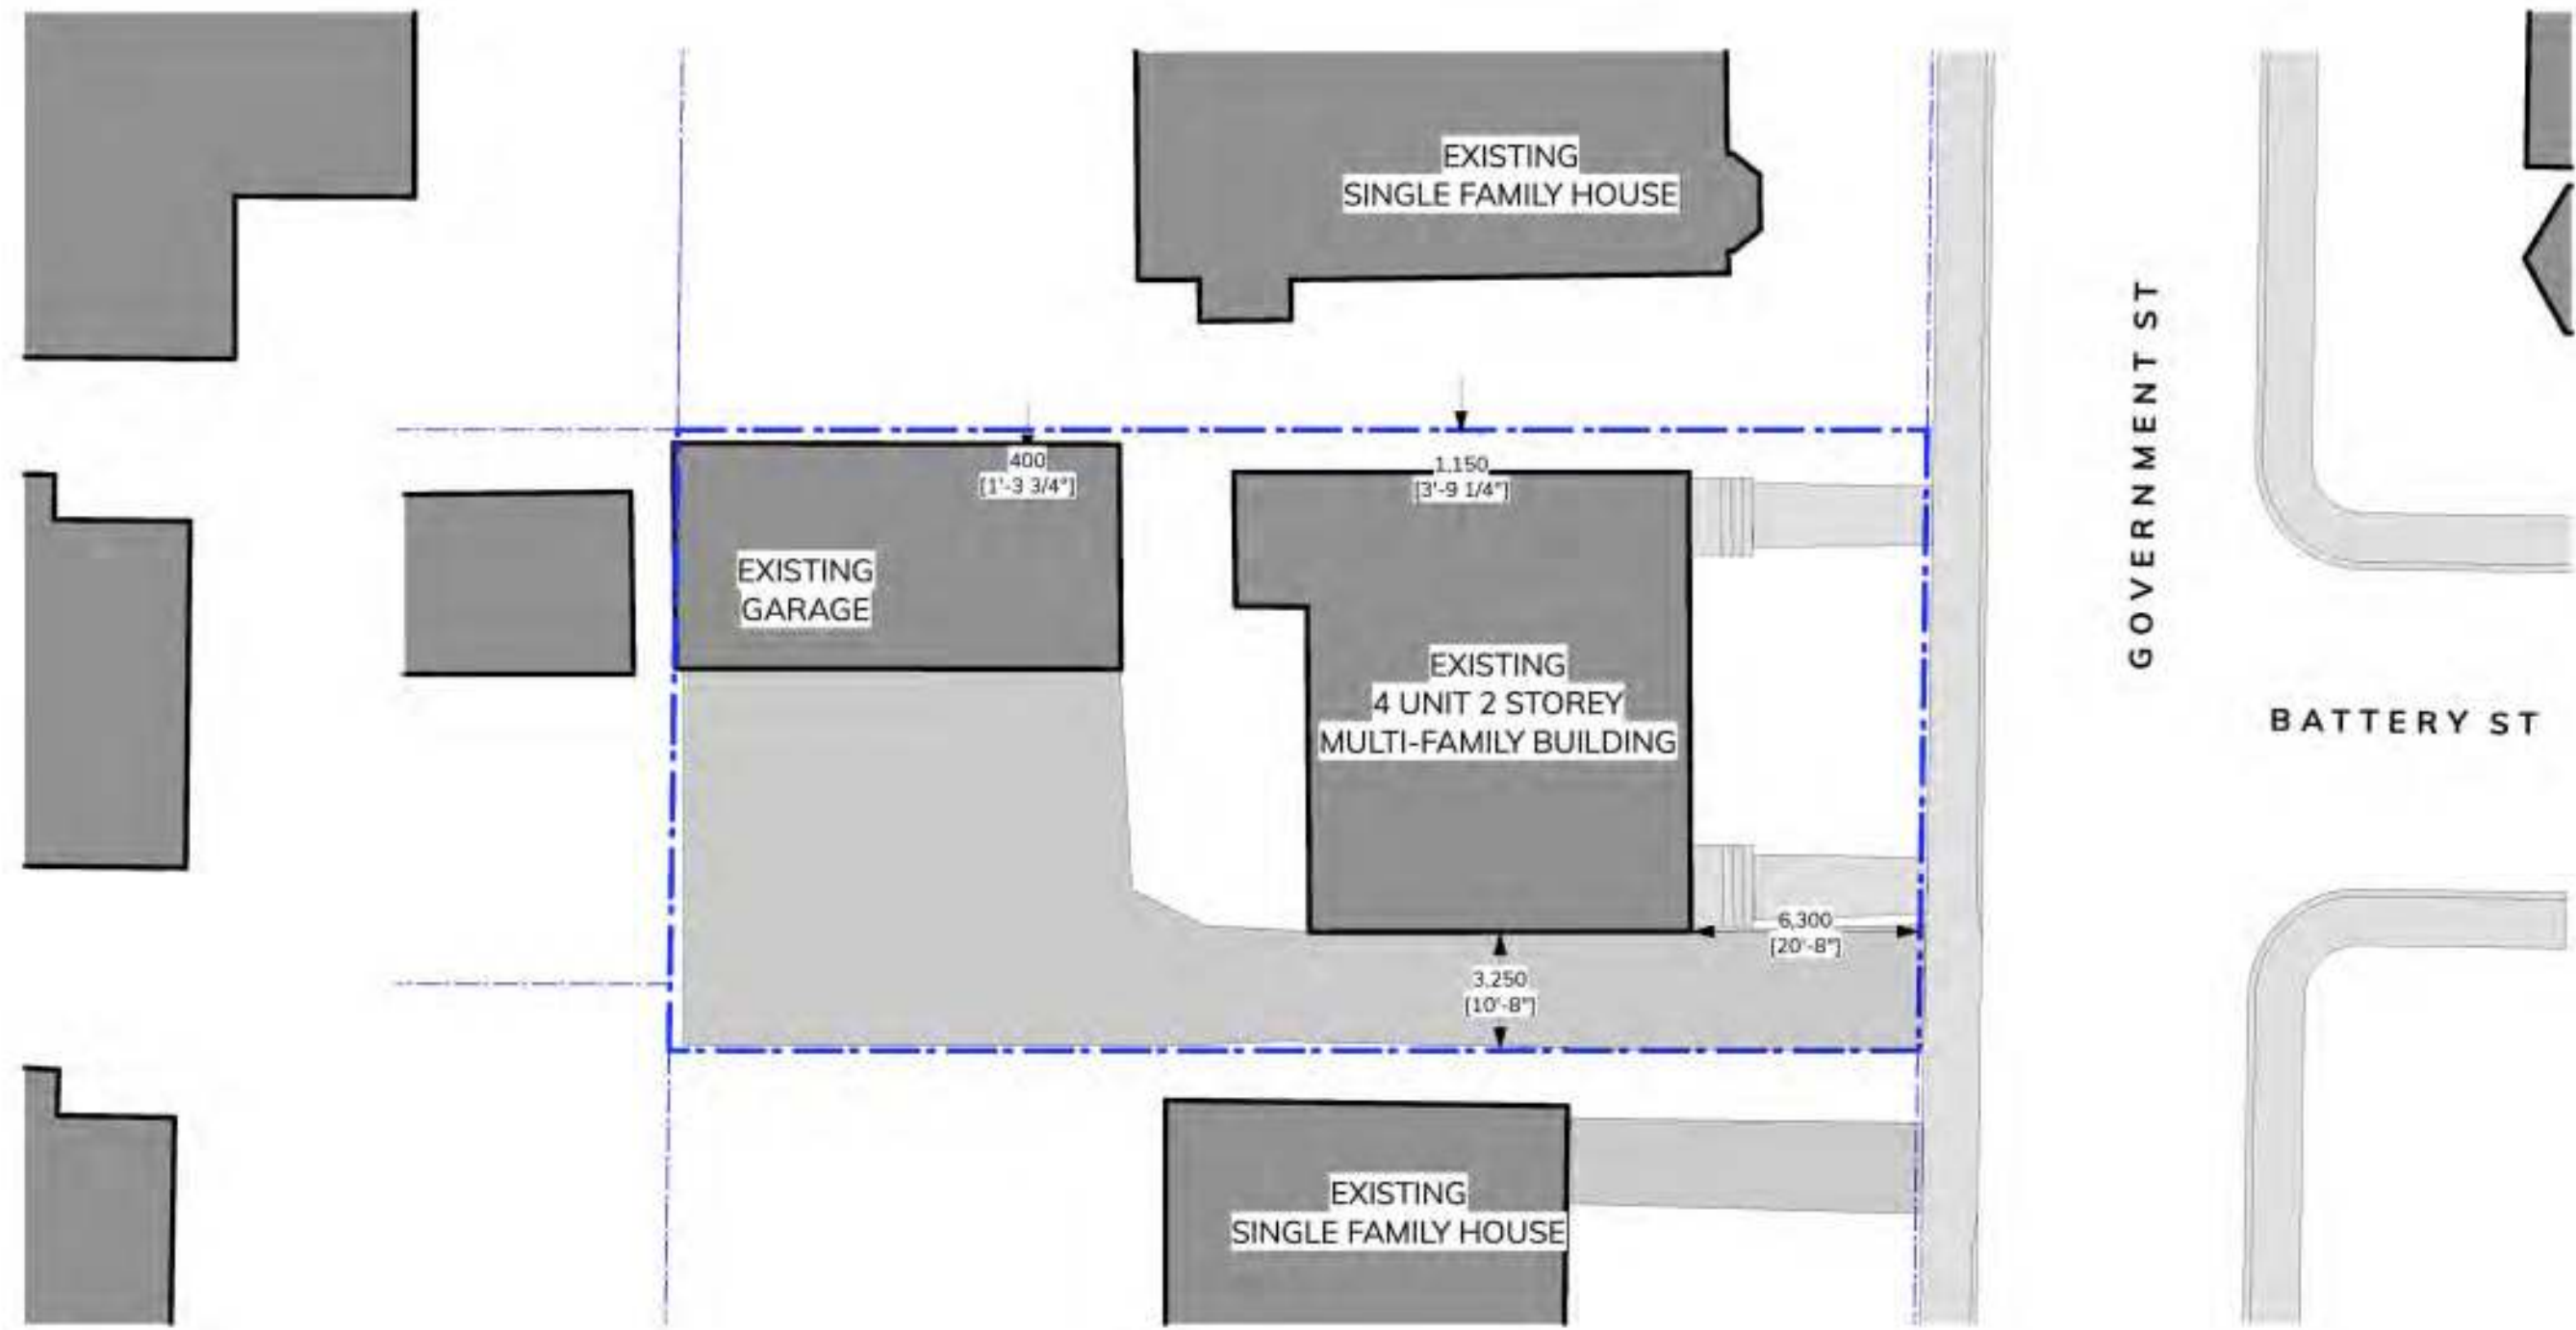 EXISTING
SINGLE FAMILY HOUSE
GOVERNMENT ST
400
[1'-3 3/4"]
1,150
[3'-9 1/4"]
EXISTING
GARAGE
EXISTING
4 UNIT 2 STOREY
MULTI-FAMILY BUILDING
BATTERY ST
6,300
[20'-8"]
3,250
[10'-8"]
EXISTING
SINGLE FAMILY HOUSE